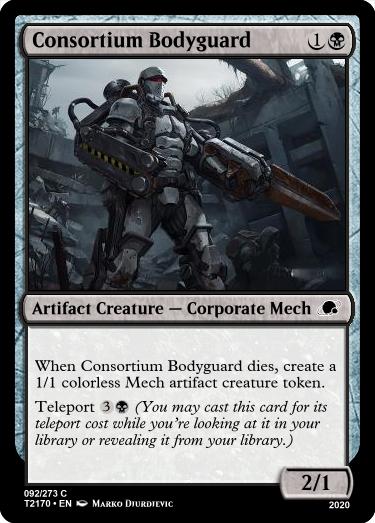 Consortium Bodyguard 1
Artifact Creature — Corporate Mech
When Consortium Bodyguard dies, create a
1/1 colorless Mech artifact creature token.
Teleport 3 (You may cast this card for its
teleport cost while you're looking at it in your
library or revealing it from your library.)
2/1
092/273 C
T2170 • EN Marko Djurdjevic
2020